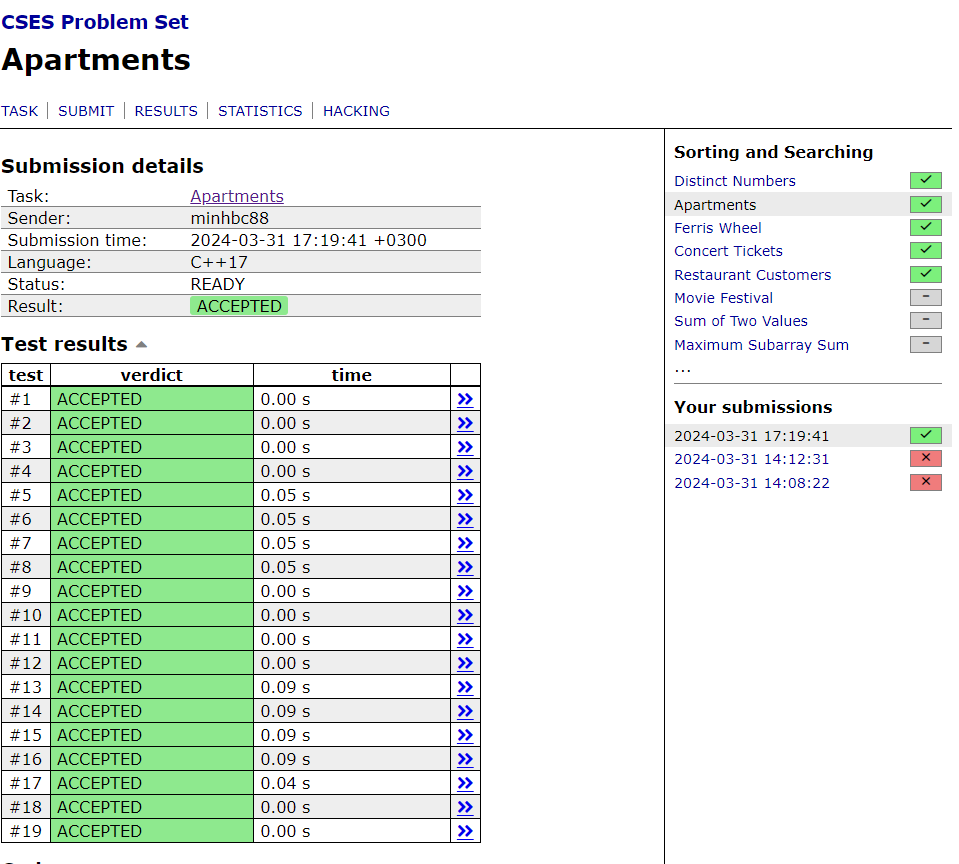 CSES Problem Set
Apartments
TASK | SUBMIT | RESULTS | STATISTICS | HACKING
Submission details
Task: Apartments
Sender: minhbc88
Submission time: 2024-03-31 17:19:41 +0300
Language: C++17
Status: READY
Result: ACCEPTED
Test results
test verdict time
#1 ACCEPTED 0.00 s »
#2 ACCEPTED 0.00 s »
#3 ACCEPTED 0.00 s »
#4 ACCEPTED 0.00 s »
#5 ACCEPTED 0.05 s »
#6 ACCEPTED 0.05 s »
#7 ACCEPTED 0.05 s »
#8 ACCEPTED 0.05 s »
#9 ACCEPTED 0.00 s »
#10 ACCEPTED 0.00 s »
#11 ACCEPTED 0.00 s »
#12 ACCEPTED 0.00 s »
#13 ACCEPTED 0.09 s »
#14 ACCEPTED 0.09 s »
#15 ACCEPTED 0.09 s »
#16 ACCEPTED 0.09 s »
#17 ACCEPTED 0.04 s »
#18 ACCEPTED 0.00 s »
#19 ACCEPTED 0.00 s »
Sorting and Searching
Distinct Numbers ✓
Apartments ✓
Ferris Wheel ✓
Concert Tickets ✓
Restaurant Customers ✓
Movie Festival –
Sum of Two Values –
Maximum Subarray Sum –
...
Your submissions
2024-03-31 17:19:41 ✓
2024-03-31 14:12:31 ✕
2024-03-31 14:08:22 ✕